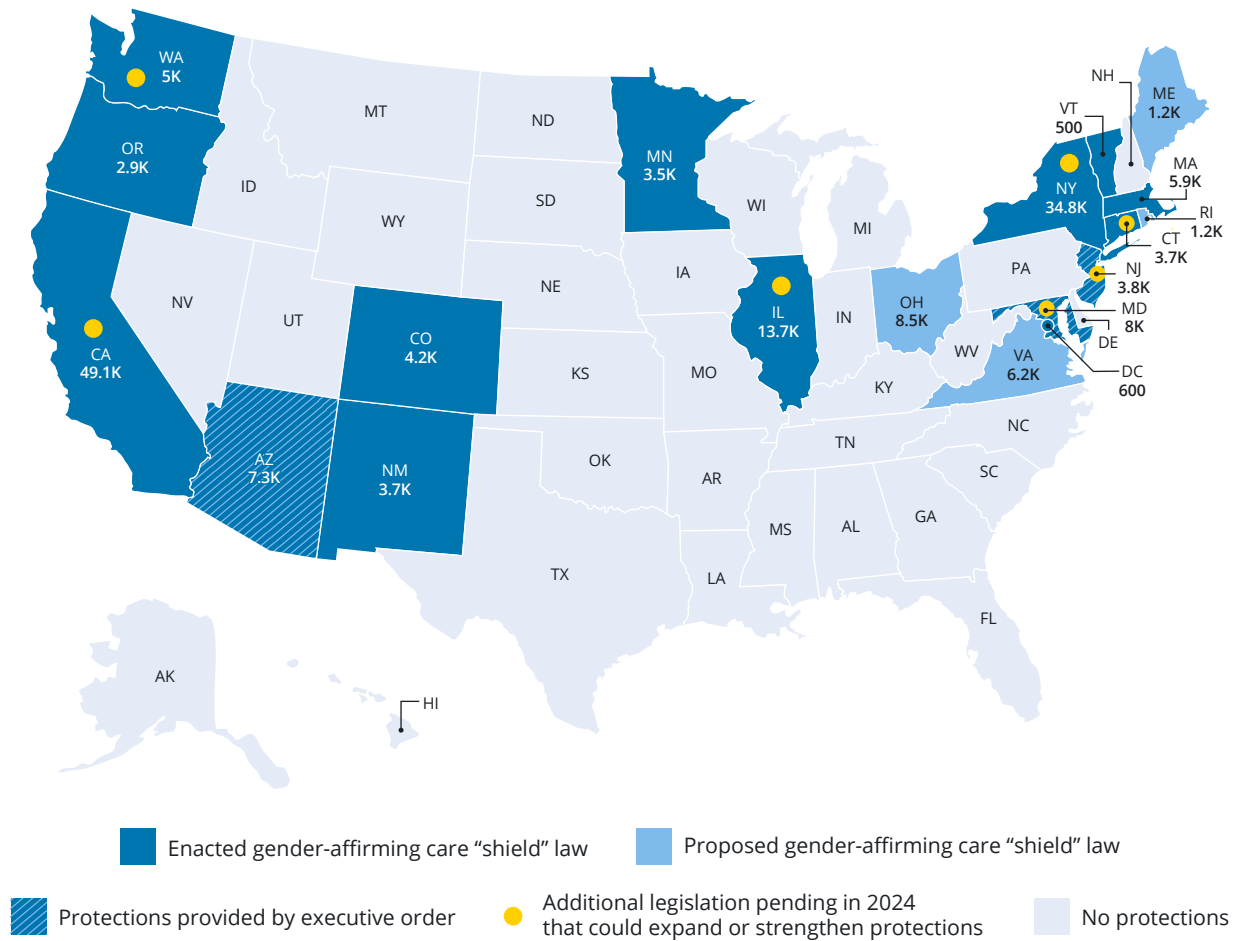 WA
5K
OR
2.9K
CA
49.1K
ID
NV
MT
WY
UT
AZ
7.3K
CO
4.2K
NM
3.7K
ND
SD
NE
KS
OK
TX
MN
3.5K
IA
MO
AR
LA
WI
IL
13.7K
MI
IN
OH
8.5K
KY
TN
MS
AL
GA
FL
SC
NC
WV
VA
6.2K
PA
NY
34.8K
VT
500
NH
ME
1.2K
MA
5.9K
RI
1.2K
CT
3.7K
NJ
3.8K
MD
8K
DE
DC
600
AK
HI
Enacted gender-affirming care “shield” law
Proposed gender-affirming care “shield” law
Protections provided by executive order
Additional legislation pending in 2024
that could expand or strengthen protections
No protections